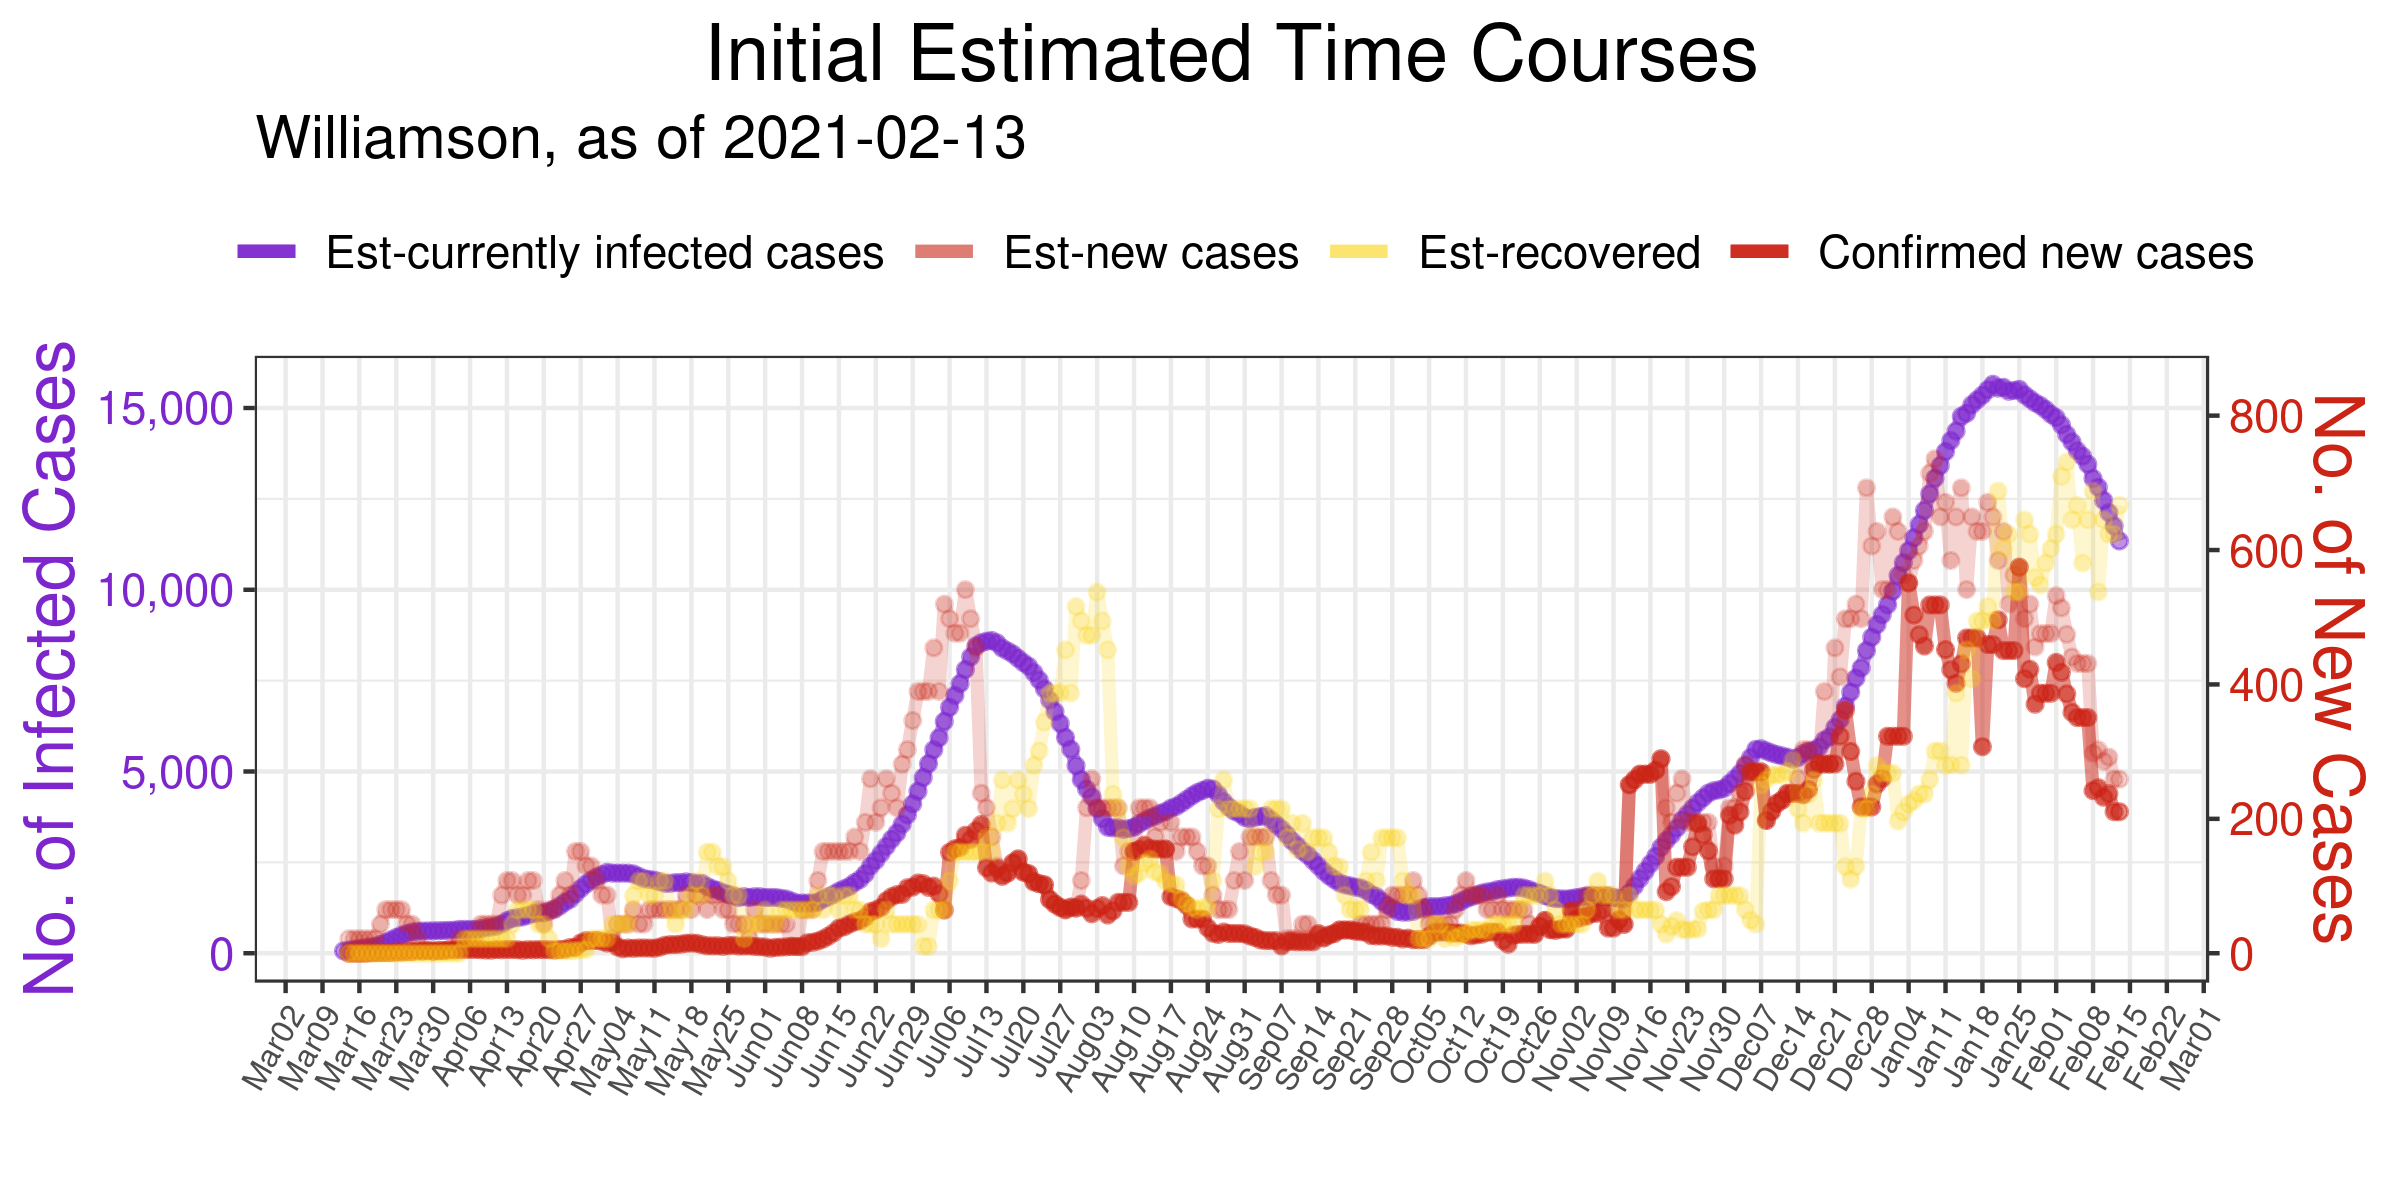 Initial Estimated Time Courses
Williamson, as of 2021-02-13
Est-currently infected cases Est-new cases Est-recovered Confirmed new cases
No. of Infected Cases
15,000
10,000
5,000
0
800
600
400
200
0
No. of New Cases
Mar02 Mar09 Mar16 Mar23 Mar30 Apr06 Apr13 Apr20 Apr27 May04 May11 May18 May25 Jun01 Jun08 Jun15 Jun22 Jun29 Jul06 Jul13 Jul20 Jul27 Aug03 Aug10 Aug17 Aug24 Aug31 Sep07 Sep14 Sep21 Sep28 Oct05 Oct12 Oct19 Oct26 Nov02 Nov09 Nov16 Nov23 Nov30 Dec07 Dec14 Dec21 Dec28 Jan04 Jan11 Jan18 Jan25 Feb01 Feb08 Feb15 Feb22 Mar01